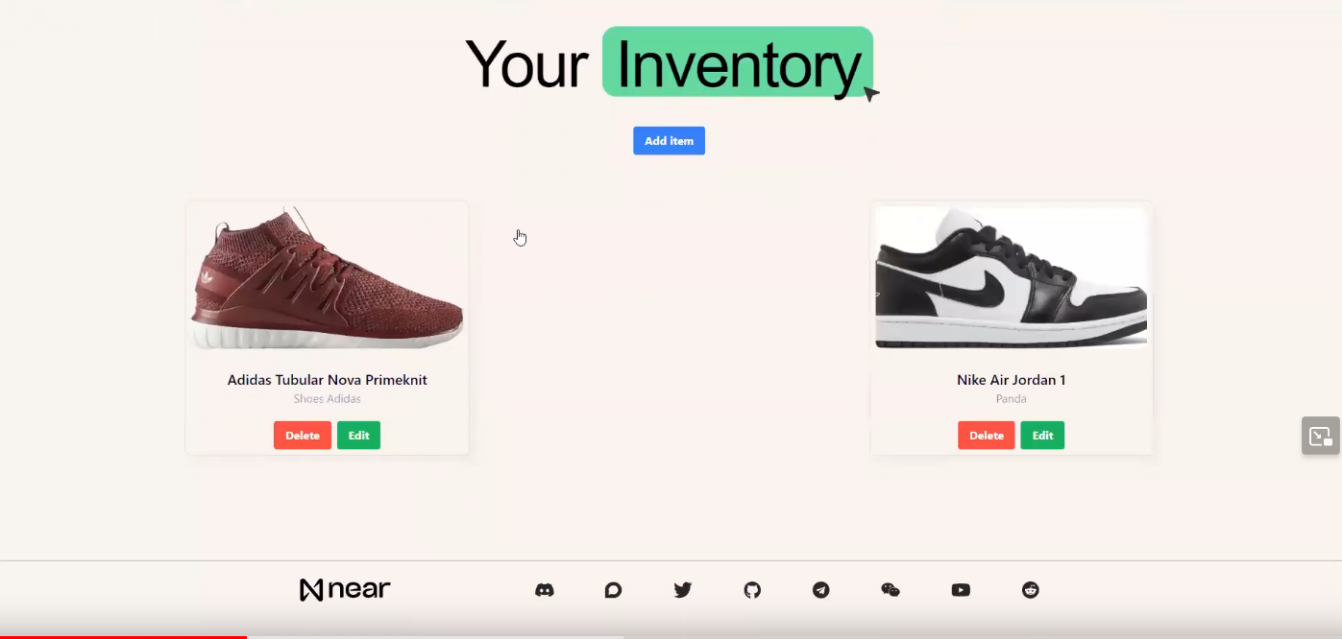 Your Inventory
Add item
Adidas Tubular Nova Primeknit
Shoes Adidas
Delete Edit
Nike Air Jordan 1
Panda
Delete Edit
near